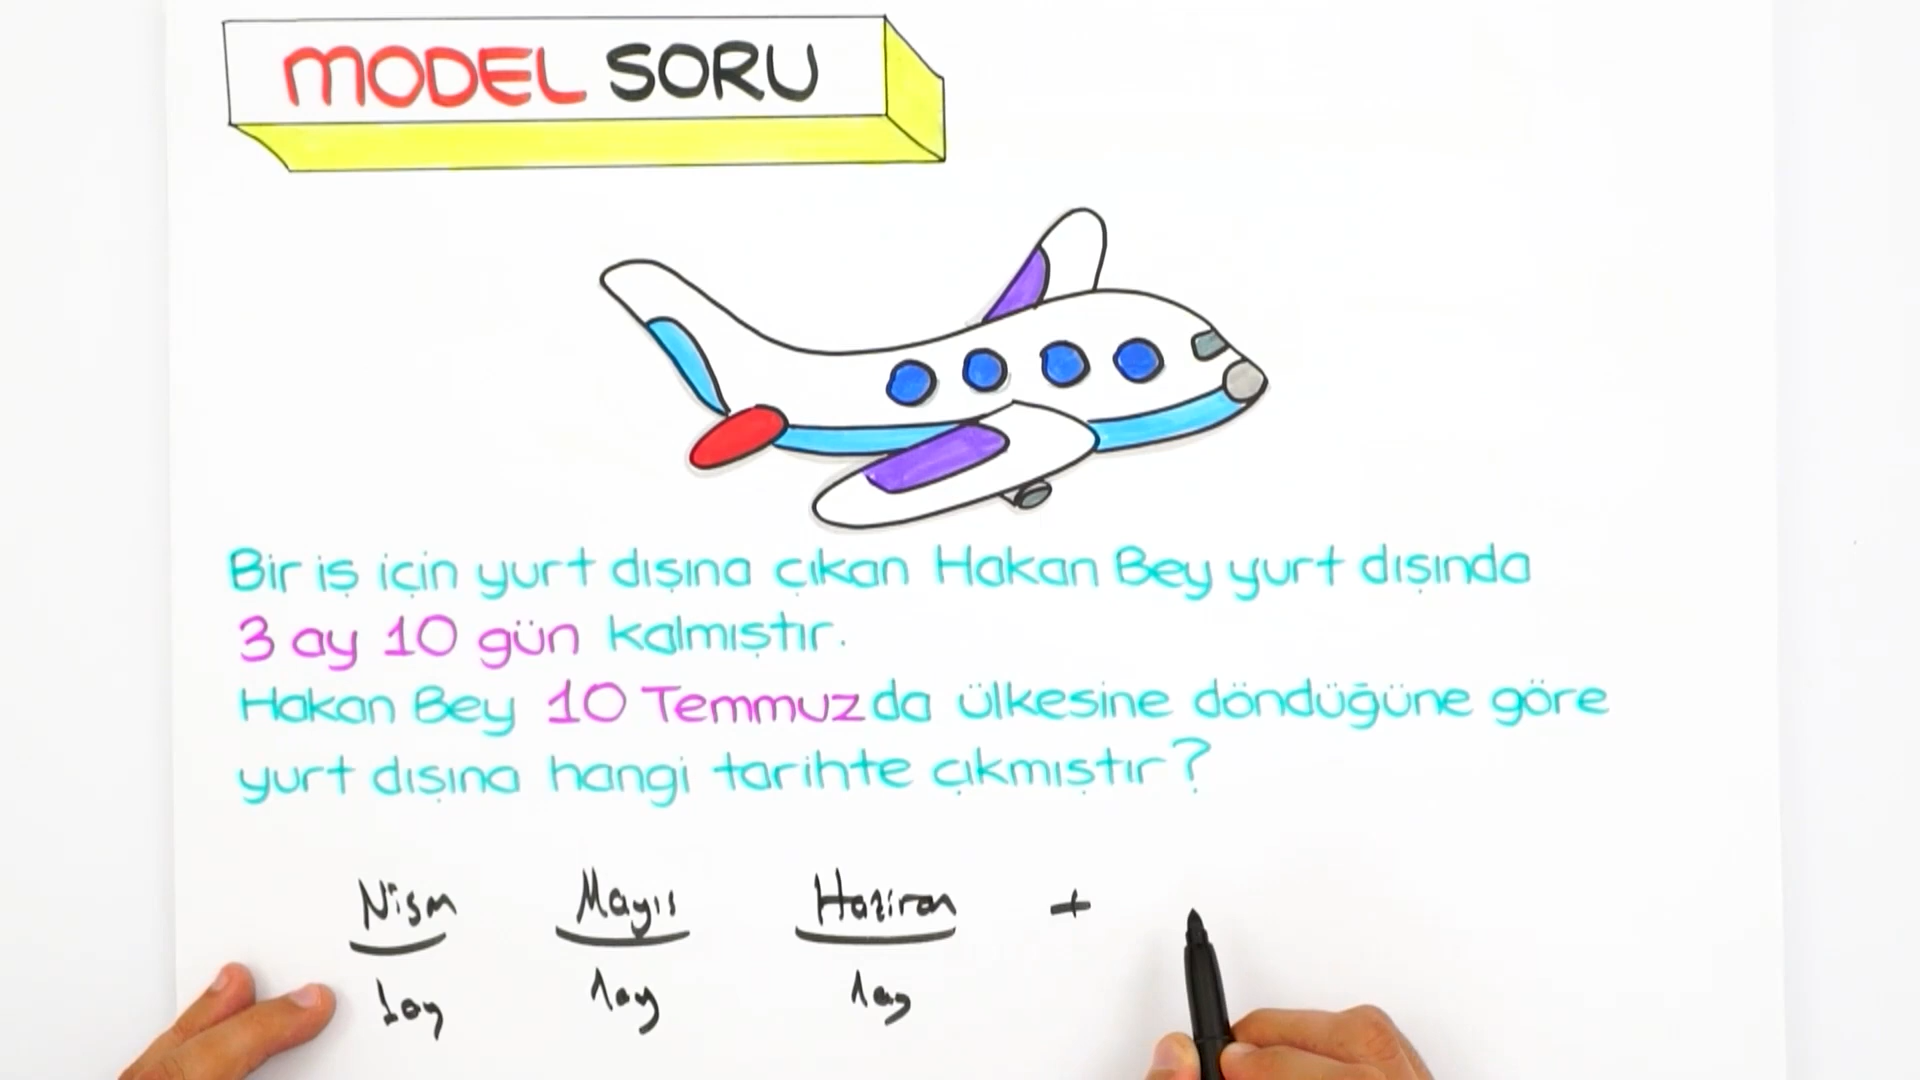 MODEL SORU
Bir iş için yurt dışına çıkan Hakan Bey yurt dışında
3 ay 10 gün kalmıştır.
Hakan Bey 10 Temmuzda ülkesine döndüğüne göre
yurt dışına hangi tarihte çıkmıştır?
Nisan Mayıs Haziran +
1ay 1ay 1ay